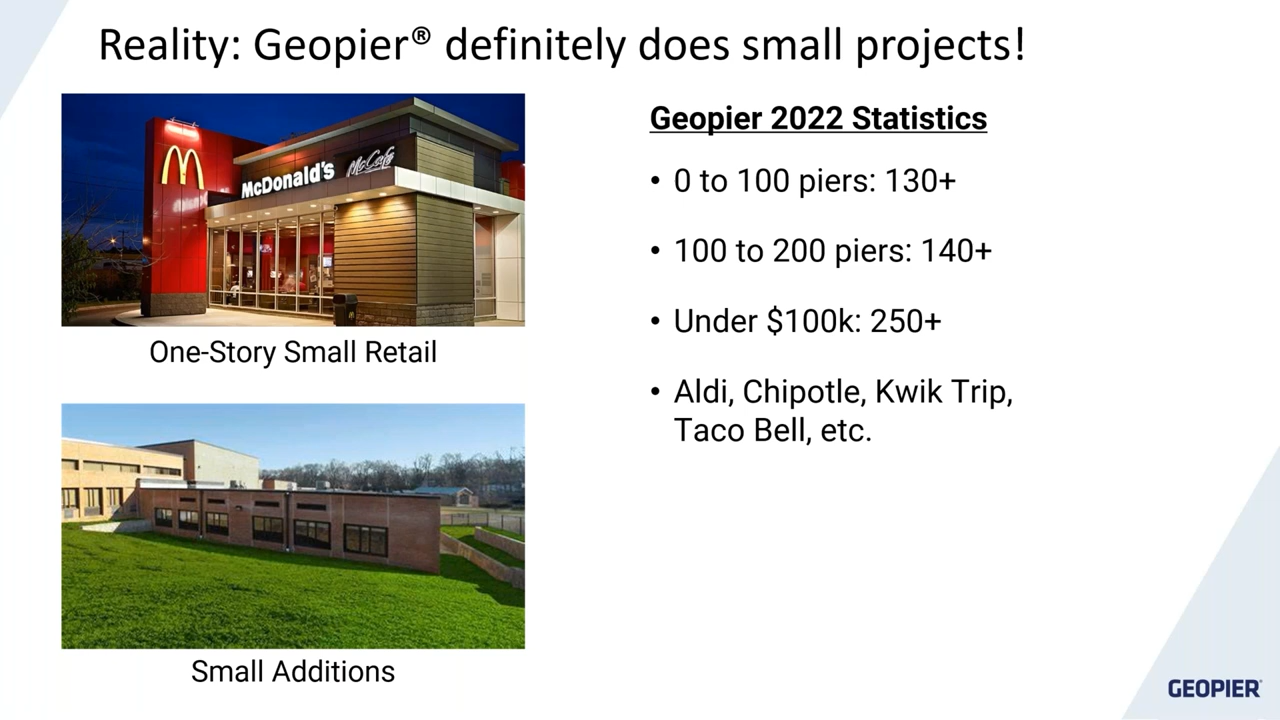 Reality: Geopier® definitely does small projects!
McDonald's McCafé
One-Story Small Retail
Small Additions
Geopier 2022 Statistics
• 0 to 100 piers: 130+
• 100 to 200 piers: 140+
• Under $100k: 250+
• Aldi, Chipotle, Kwik Trip,
Taco Bell, etc.
GEOPIER®